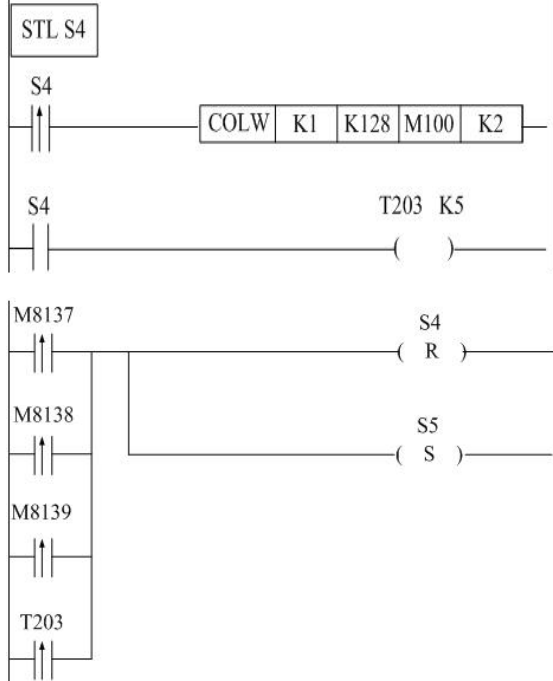 STL S4
S4
COLW K1 K128 M100 K2
S4 T203 K5
( )
M8137 S4
( R )
M8138 S5
( S )
M8139
T203